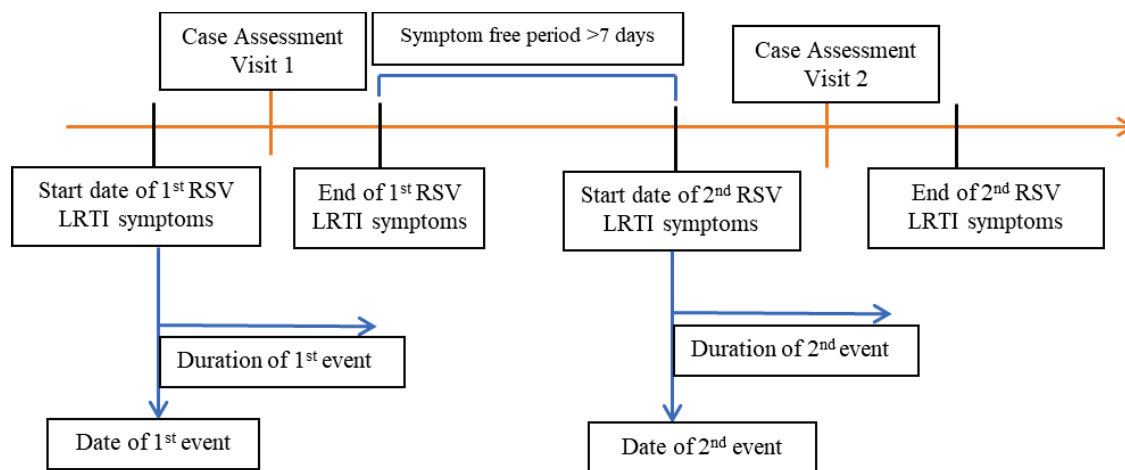 Case Assessment
Visit 1
Symptom free period >7 days
Case Assessment
Visit 2
Start date of 1st RSV
LRTI symptoms
End of 1st RSV
LRTI symptoms
Start date of 2nd RSV
LRTI symptoms
End of 2nd RSV
LRTI symptoms
Duration of 1st event
Duration of 2nd event
Date of 1st event
Date of 2nd event